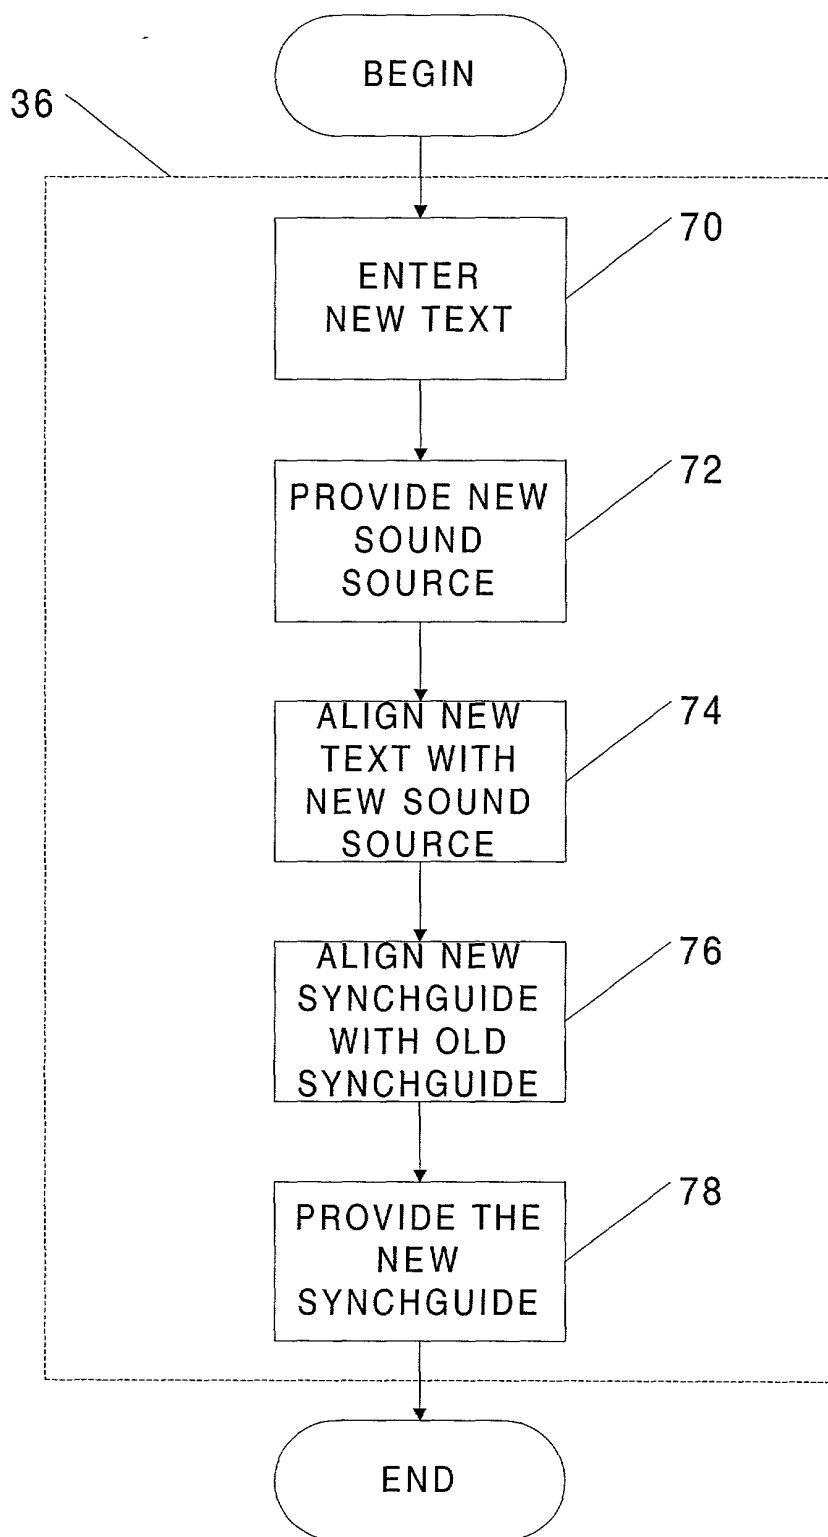 BEGIN
36
70
ENTER
NEW TEXT
72
PROVIDE NEW
SOUND
SOURCE
74
ALIGN NEW
TEXT WITH
NEW SOUND
SOURCE
76
ALIGN NEW
SYNCHGUIDE
WITH OLD
SYNCHGUIDE
78
PROVIDE THE
NEW
SYNCHGUIDE
END